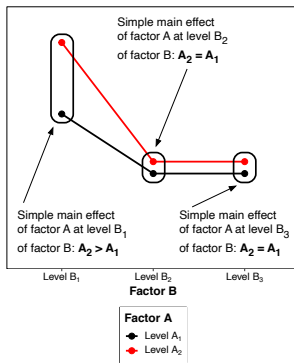 Simple main effect
of factor A at level B₂
of factor B: A₂ = A₁
Simple main effect
of factor A at level B₁
of factor B: A₂ > A₁
Simple main effect
of factor A at level B₃
of factor B: A₂ = A₁
Level B₁ Level B₂ Level B₃
Factor B
Factor A
Level A₁
Level A₂